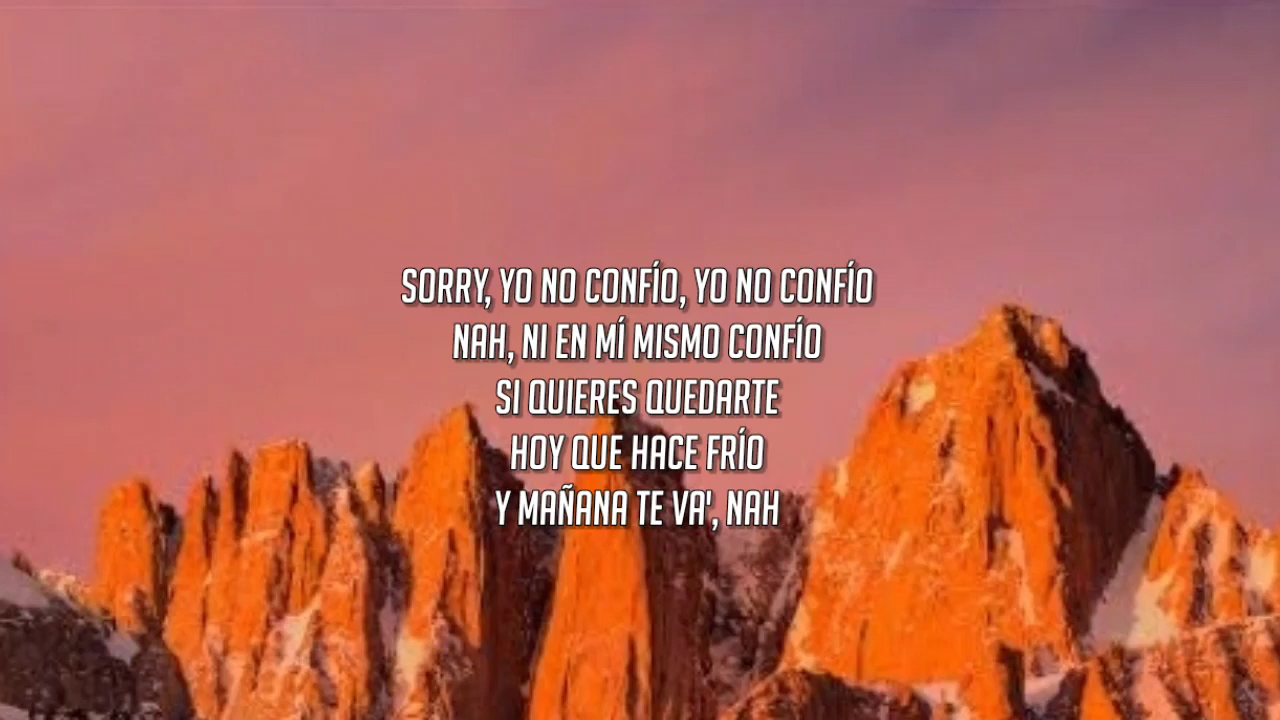 SORRY, YO NO CONFÍO, YO NO CONFÍO
NAH, NI EN MÍ MISMO CONFÍO
SI QUIERES QUEDARTE
HOY QUE HACE FRÍO
Y MAÑANA TE VA', NAH